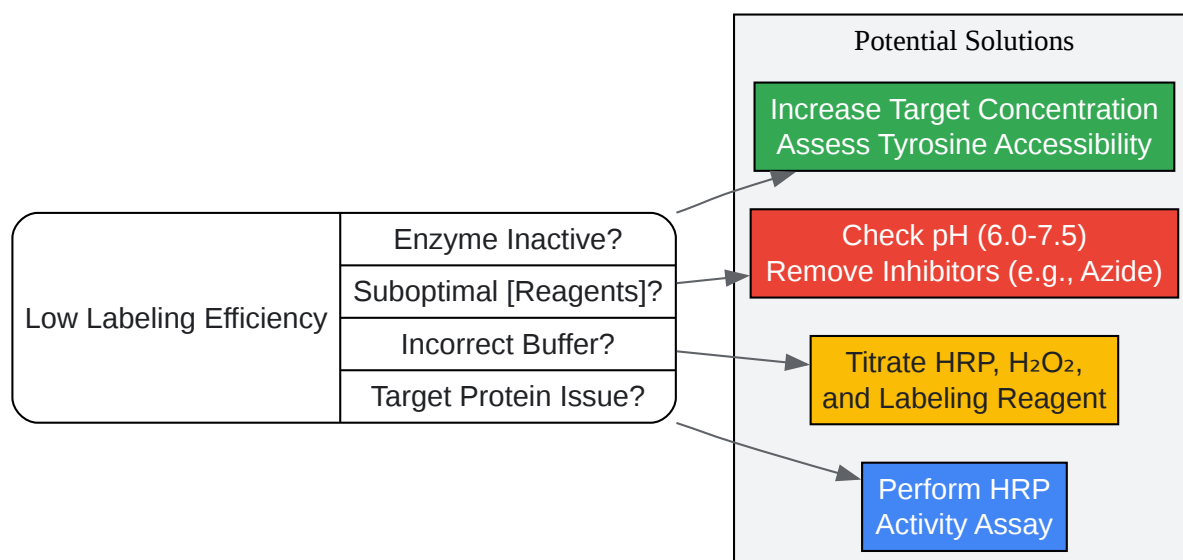 Low Labeling Efficiency
Enzyme Inactive?
Suboptimal [Reagents]?
Incorrect Buffer?
Target Protein Issue?
Potential Solutions
Increase Target Concentration
Assess Tyrosine Accessibility
Check pH (6.0-7.5)
Remove Inhibitors (e.g., Azide)
Titrate HRP, H₂O₂,
and Labeling Reagent
Perform HRP
Activity Assay